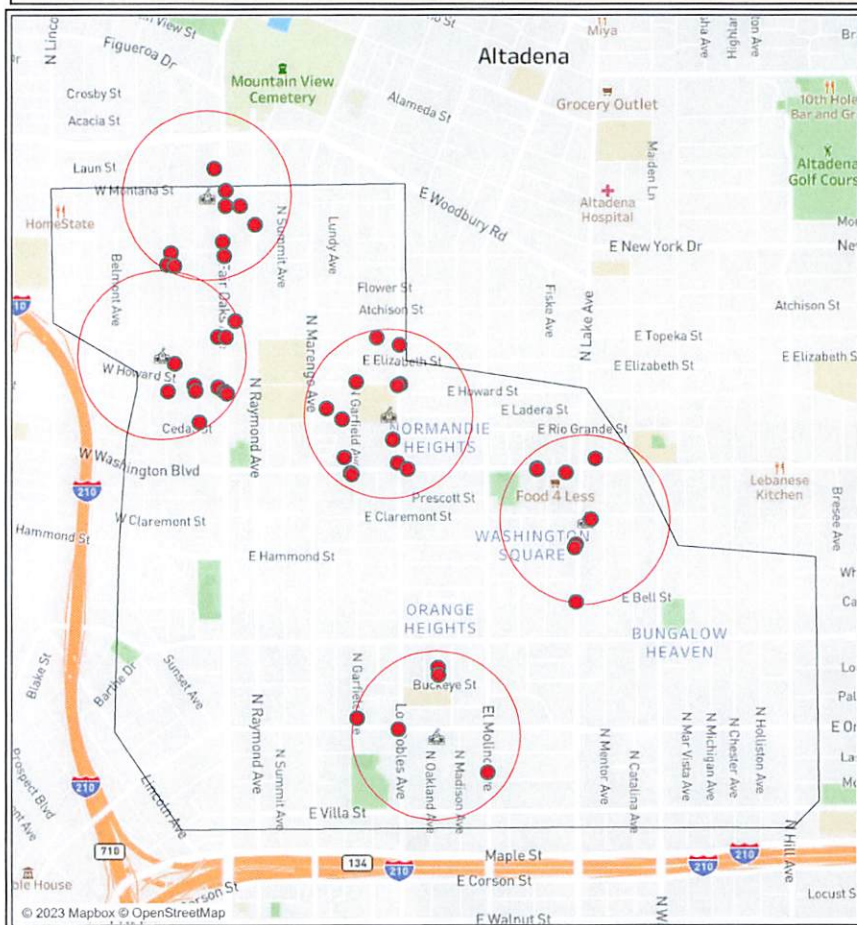 N Linco
View St
Figueroa Dr
Altadena
Miya
Crosby St
Mountain View
Cemetery
Alameda St
Grocery Outlet
10th Hole
Bar and Gr
Acacia St
Maiden Ln
Laun St
Altadena
Golf Cours
W Montana St
HomeState
E Woodbury Rd
Altadena
Hospital
E New York Dr
N Summit Ave
Lundy Ave
Belmont Ave
Fair Oaks
Flower St
Atchison St
Atchison St
Fiske Ave
N Lake Ave
E Topeka St
N Marengo Ave
E Elizabeth St
E Elizabeth St
E Elizabeth S
W Howard St
E Howard St
N Raymond Ave
N Garfield Av
E Ladera St
E Rio Grande St
Ceda St
NORMANDIE
HEIGHTS
W Washington Blvd
210
Food 4 Less
Lebanese
Kitchen
Prescott St
W Claremont St
E Claremont St
Bresee Ave
Hammond St
WASHINGTON
SQUARE
E Hammond St
E Bell St
ORANGE
HEIGHTS
BUNGALOW
HEAVEN
Blake St
Barthe Dr
Sunset Ave
Buckeye St
N Garfield Ave
Los Robles Ave
El Molino Ave
N Raymond Ave
N Summit Ave
N Oakland Ave
N Madison Ave
N Mentor Ave
N Catalina Ave
N Mar Vista Ave
N Michigan Ave
N Chester Ave
N Holliston Ave
Prospect Blvd
210
Lincoln Ave
E Villa St
N Hill Ave
710
134
210
Maple St
210
210
E Corson St
Locust S
© 2023 Mapbox © OpenStreetMap
E Walnut St